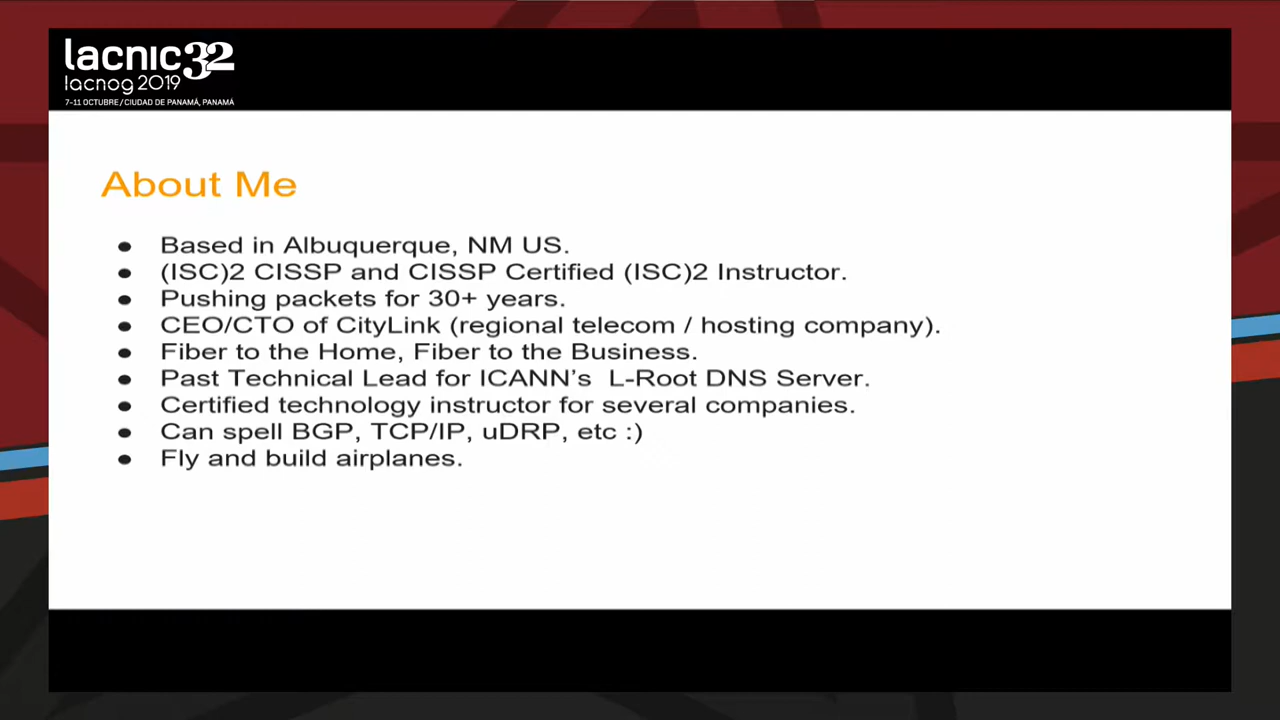 lacnic32
lacnog 2019
7-11 OCTUBRE / CIUDAD DE PANAMÁ, PANAMÁ
About Me
● Based in Albuquerque, NM US.
● (ISC)2 CISSP and CISSP Certified (ISC)2 Instructor.
● Pushing packets for 30+ years.
● CEO/CTO of CityLink (regional telecom / hosting company).
● Fiber to the Home, Fiber to the Business.
● Past Technical Lead for ICANN's L-Root DNS Server.
● Certified technology instructor for several companies.
● Can spell BGP, TCP/IP, uDRP, etc :)
● Fly and build airplanes.